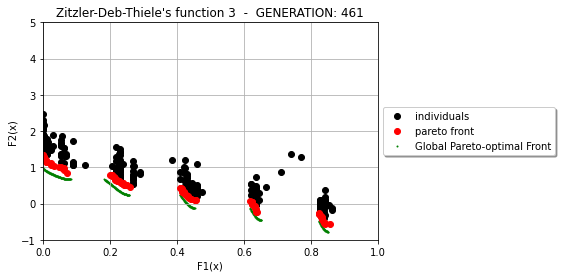 Zitzler-Deb-Thiele's function 3 - GENERATION: 461
5
4
3
2
1
0
−1
F2(x)
0.0 0.2 0.4 0.6 0.8 1.0
F1(x)
individuals
pareto front
Global Pareto-optimal Front